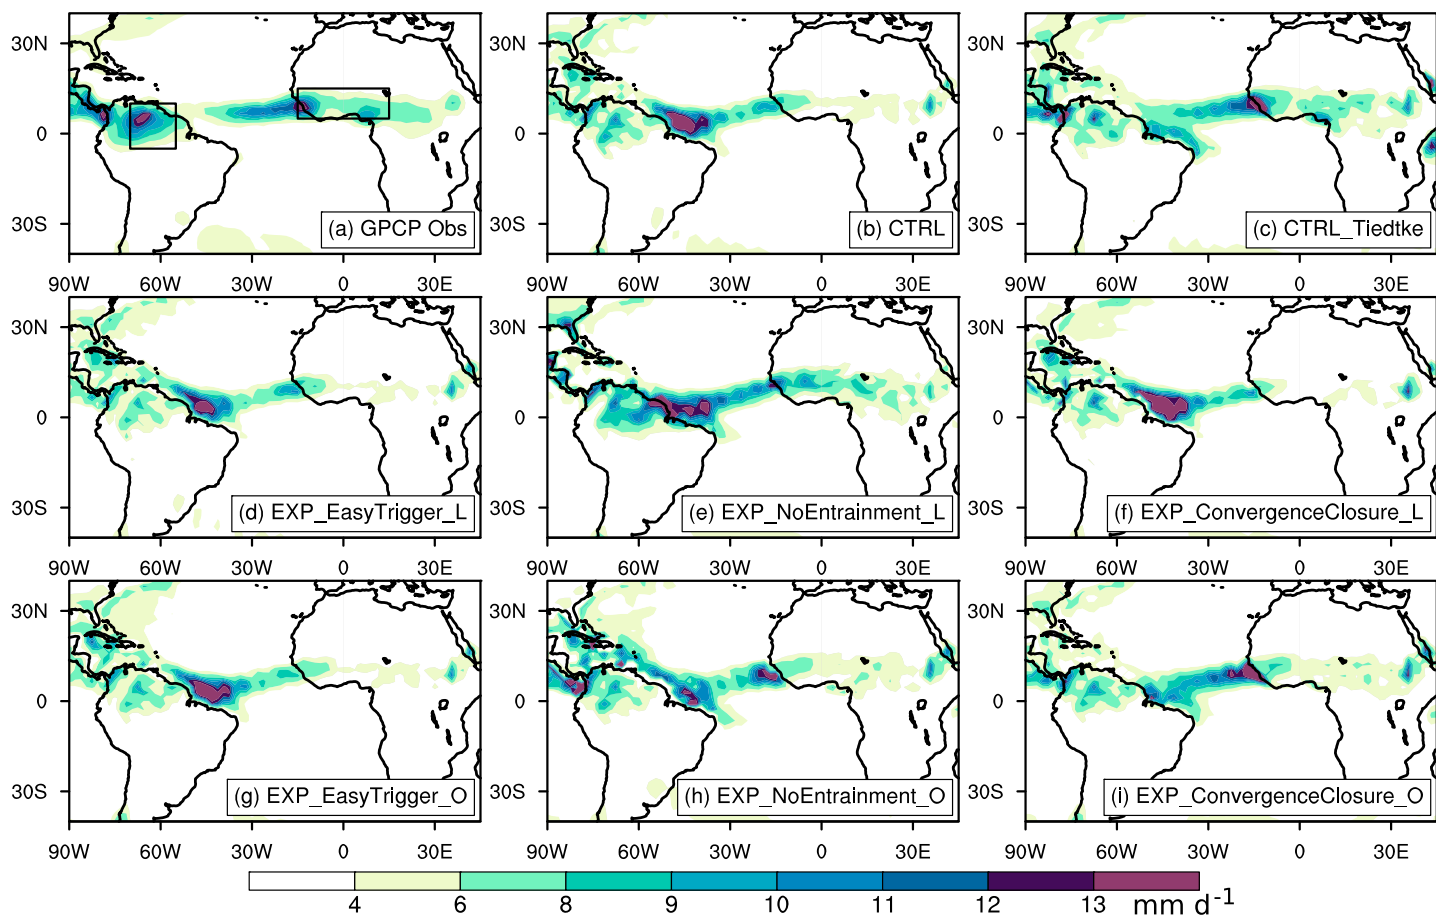 30N
0
30S
(a) GPCP Obs
90W 60W 30W 0 30E
30N
0
30S
(b) CTRL
90W 60W 30W 0 30E
30N
0
30S
(c) CTRL_Tiedtke
90W 60W 30W 0 30E
30N
0
30S
(d) EXP_EasyTrigger_L
90W 60W 30W 0 30E
30N
0
30S
(e) EXP_NoEntrainment_L
90W 60W 30W 0 30E
30N
0
30S
(f) EXP_ConvergenceClosure_L
90W 60W 30W 0 30E
30N
0
30S
(g) EXP_EasyTrigger_O
90W 60W 30W 0 30E
30N
0
30S
(h) EXP_NoEntrainment_O
90W 60W 30W 0 30E
30N
0
30S
(i) EXP_ConvergenceClosure_O
90W 60W 30W 0 30E
4 6 8 9 10 11 12 13 mm d⁻¹